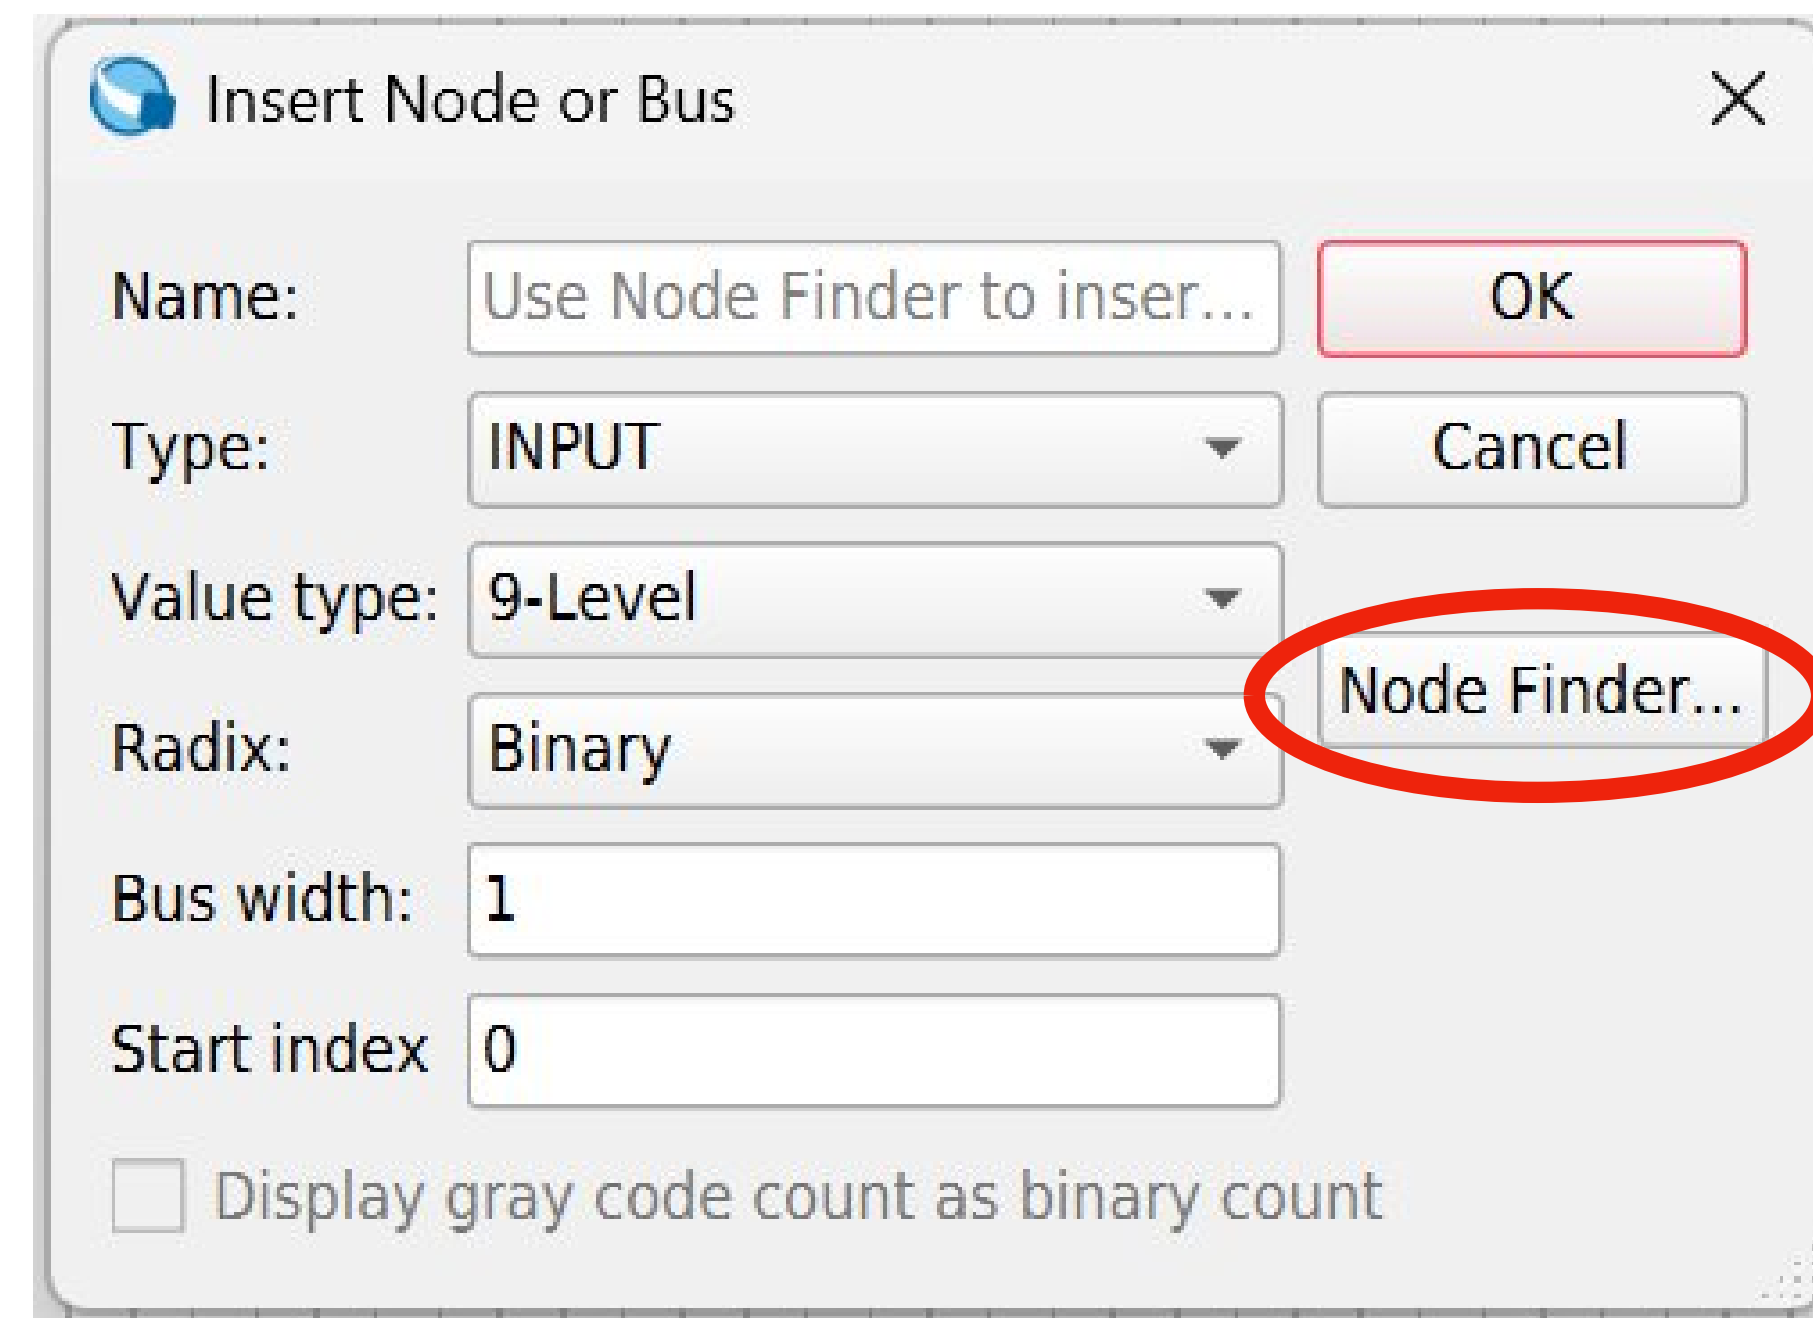 Insert Node or Bus
Name: Use Node Finder to inser... OK
Type: INPUT Cancel
Value type: 9-Level
Node Finder...
Radix: Binary
Bus width: 1
Start index 0
Display gray code count as binary count